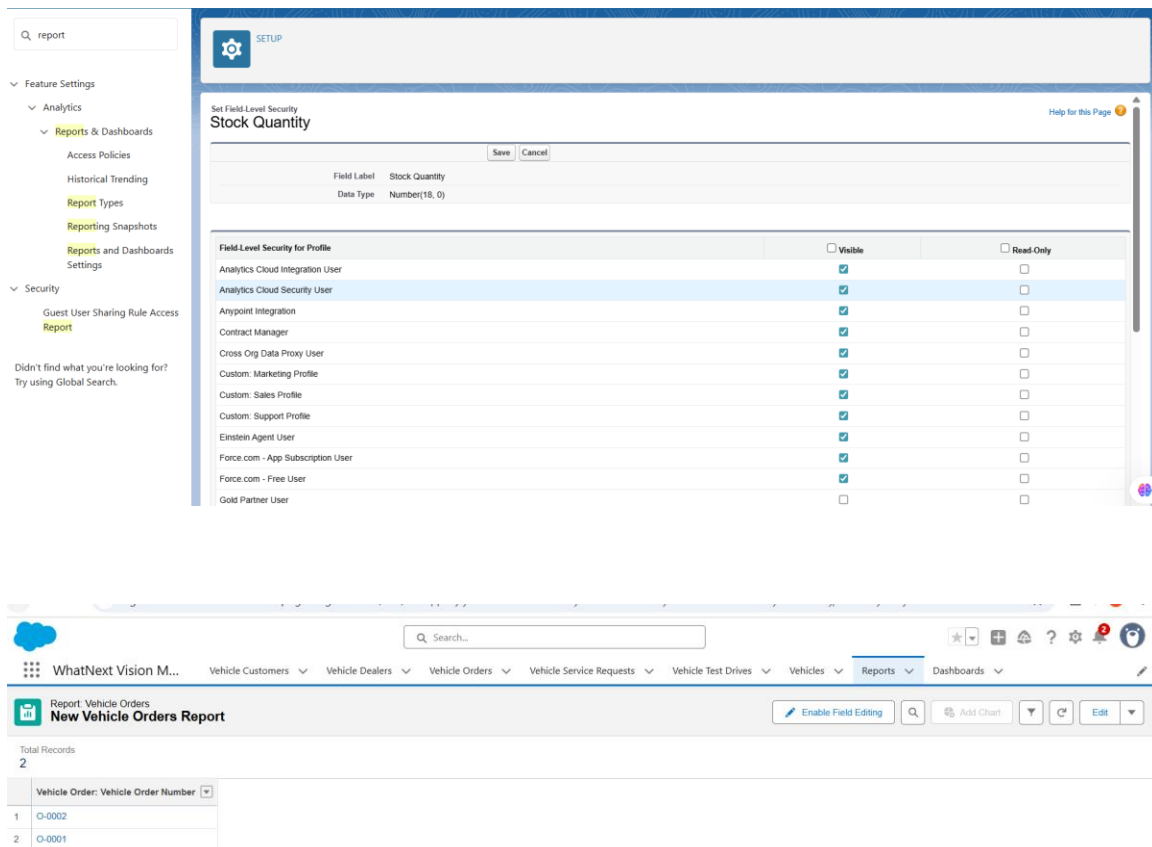 report
SETUP
Feature Settings
Analytics
Reports & Dashboards
Access Policies
Historical Trending
Report Types
Reporting Snapshots
Reports and Dashboards
Settings
Security
Guest User Sharing Rule Access
Report
Didn't find what you're looking for?
Try using Global Search.
Set Field-Level Security
Stock Quantity
Help for this Page
Save Cancel
Field Label Stock Quantity
Data Type Number(18, 0)
Field-Level Security for Profile Visible Read-Only
Analytics Cloud Integration User
Analytics Cloud Security User
Anypoint Integration
Contract Manager
Cross Org Data Proxy User
Custom: Marketing Profile
Custom: Sales Profile
Custom: Support Profile
Einstein Agent User
Force.com - App Subscription User
Force.com - Free User
Gold Partner User
Search...
2
WhatNext Vision M... Vehicle Customers Vehicle Dealers Vehicle Orders Vehicle Service Requests Vehicle Test Drives Vehicles Reports Dashboards
Report: Vehicle Orders
New Vehicle Orders Report
Enable Field Editing Add Chart Edit
Total Records
2
Vehicle Order: Vehicle Order Number
1 O-0002
2 O-0001